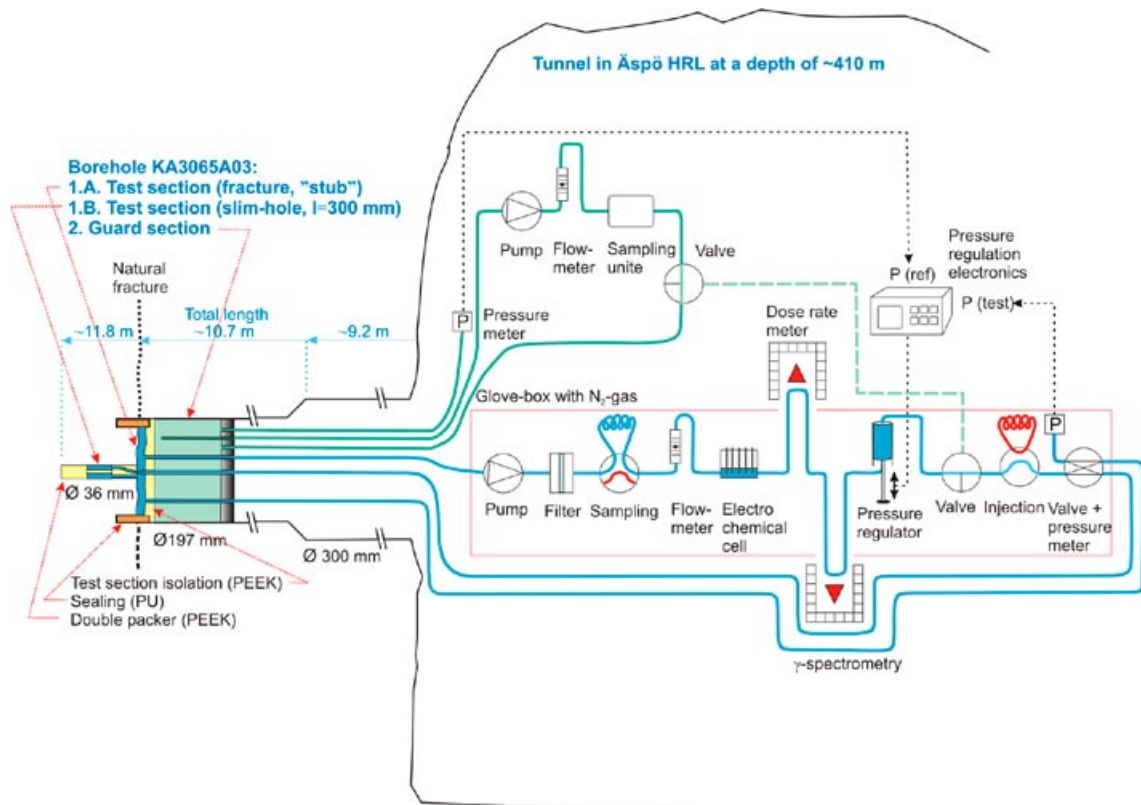 Tunnel in Äspö HRL at a depth of ~410 m
Borehole KA3065A03:
1.A. Test section (fracture, "stub")
1.B. Test section (slim-hole, l=300 mm)
2. Guard section
Natural
fracture
Total length
~11.8 m
~10.7 m
~9.2 m
P
Pressure
meter
Pump
Flow-
meter
Sampling
unite
Valve
Pressure
regulation
electronics
P (ref)
P (test)
Dose rate
meter
Glove-box with N₂-gas
P
Pump
Filter
Sampling
Flow-
meter
Electro
chemical
cell
Pressure
regulator
Valve
Injection
Valve +
pressure
meter
Ø 36 mm
Ø197 mm
Ø 300 mm
Test section isolation (PEEK)
Sealing (PU)
Double packer (PEEK)
γ-spectrometry